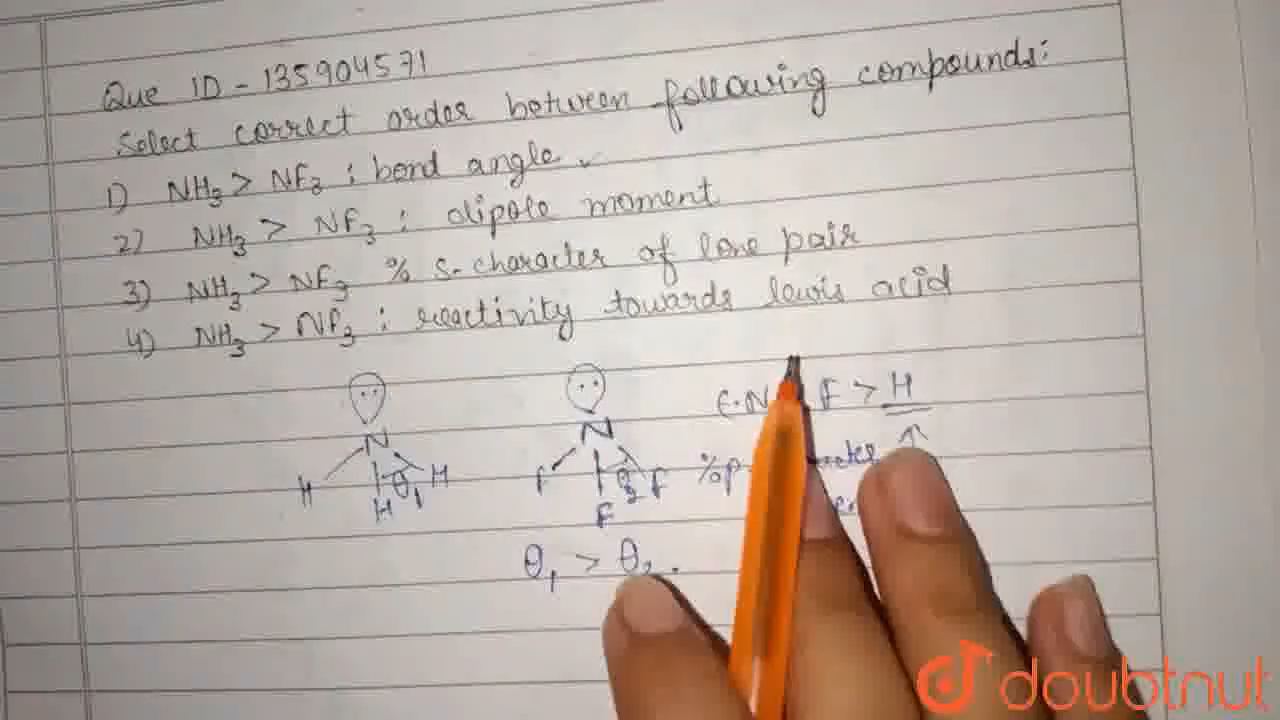 Que ID - 135904571
Select correct order between following compounds:
1) NH3 > NF3 : bond angle ✓
2) NH3 > NF3 : dipole moment
3) NH3 > NF3 % s-character of lone pair
4) NH3 > NF3 : reactivity towards lewis acid
N N E.N F > H
H H θ1 F F θ2 %p ↑
H F
θ1 > θ2.
doubtnut